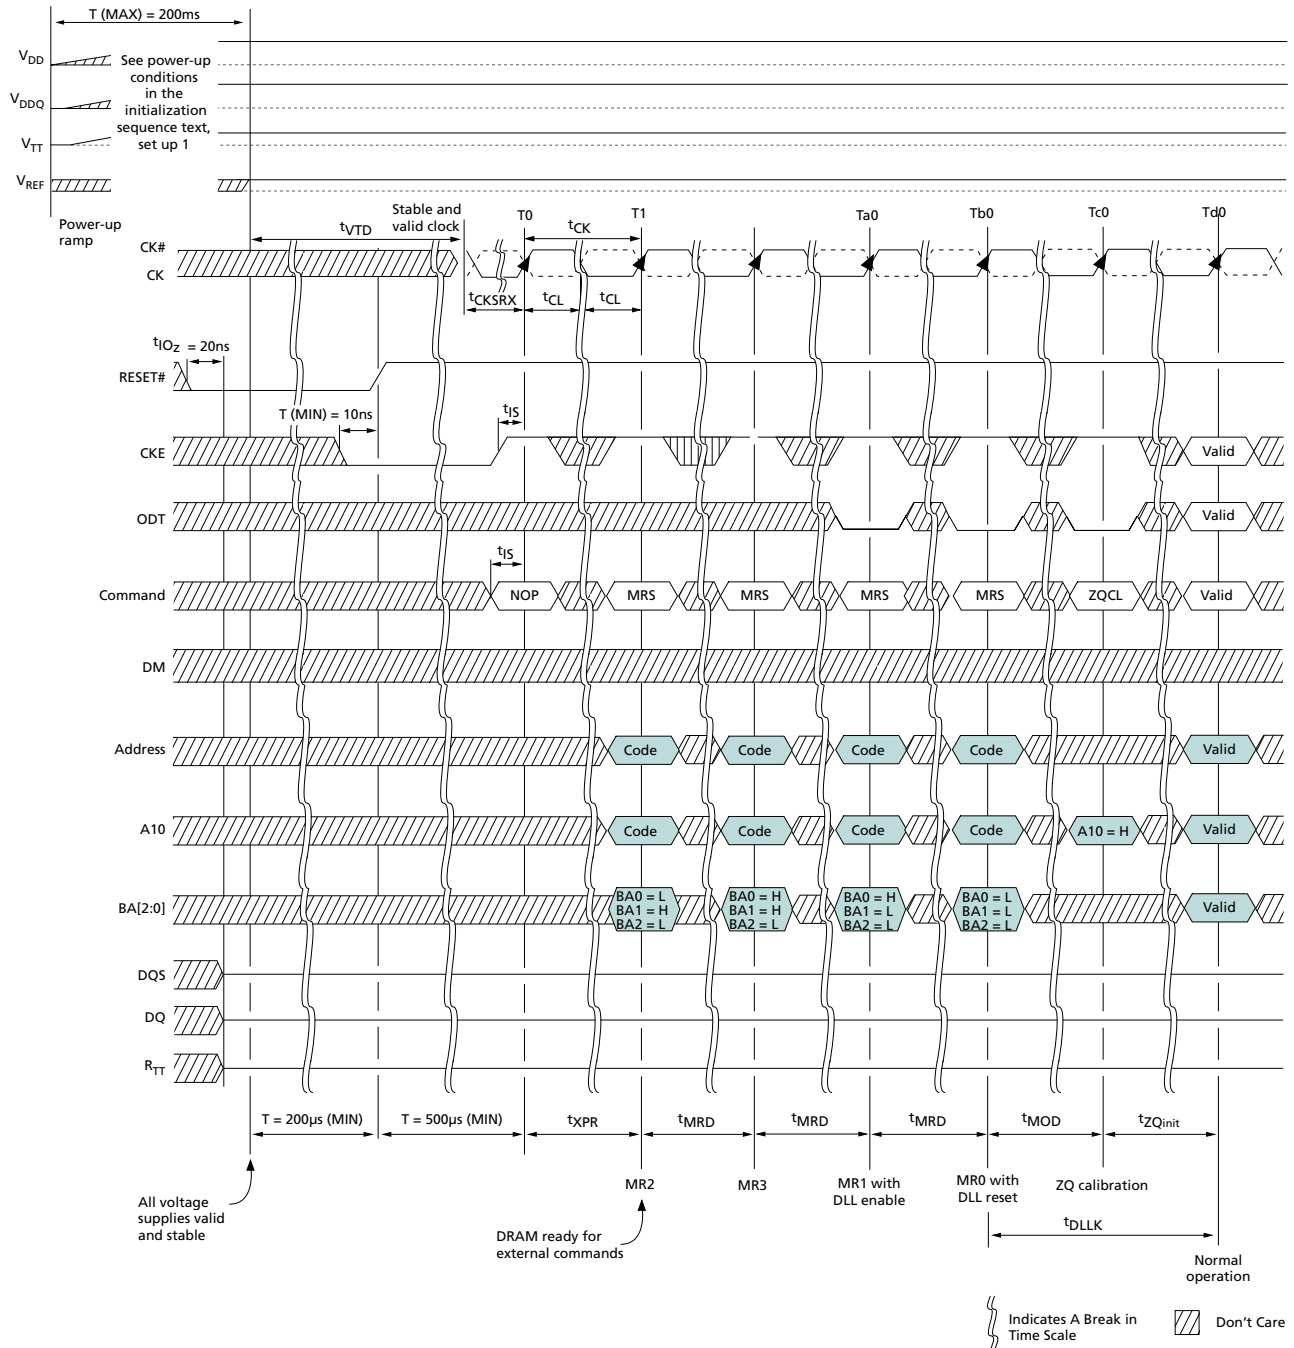 T (MAX) = 200ms
VDD
See power-up
conditions
in the
initialization
sequence text,
set up 1
VDDQ
VTT
VREF
Power-up
ramp
tVTD
Stable and
valid clock
T0
T1
Ta0
Tb0
Tc0
Td0
tCK
CK#
CK
tCKSRX
tCL
tCL
tIOZ = 20ns
RESET#
T (MIN) = 10ns
tIS
CKE
Valid
ODT
Valid
tIS
Command
NOP
MRS
MRS
MRS
MRS
ZQCL
Valid
DM
Address
Code
Code
Code
Code
Valid
A10
Code
Code
Code
Code
A10 = H
Valid
BA[2:0]
BA0 = L
BA1 = H
BA2 = L
BA0 = H
BA1 = H
BA2 = L
BA0 = H
BA1 = L
BA2 = L
BA0 = L
BA1 = L
BA2 = L
Valid
DQS
DQ
RTT
T = 200μs (MIN)
T = 500μs (MIN)
tXPR
tMRD
tMRD
tMRD
tMOD
tZQinit
All voltage
supplies valid
and stable
MR2
MR3
MR1 with
DLL enable
MR0 with
DLL reset
ZQ calibration
DRAM ready for
external commands
tDLLK
Normal
operation
Indicates A Break in
Time Scale
Don't Care